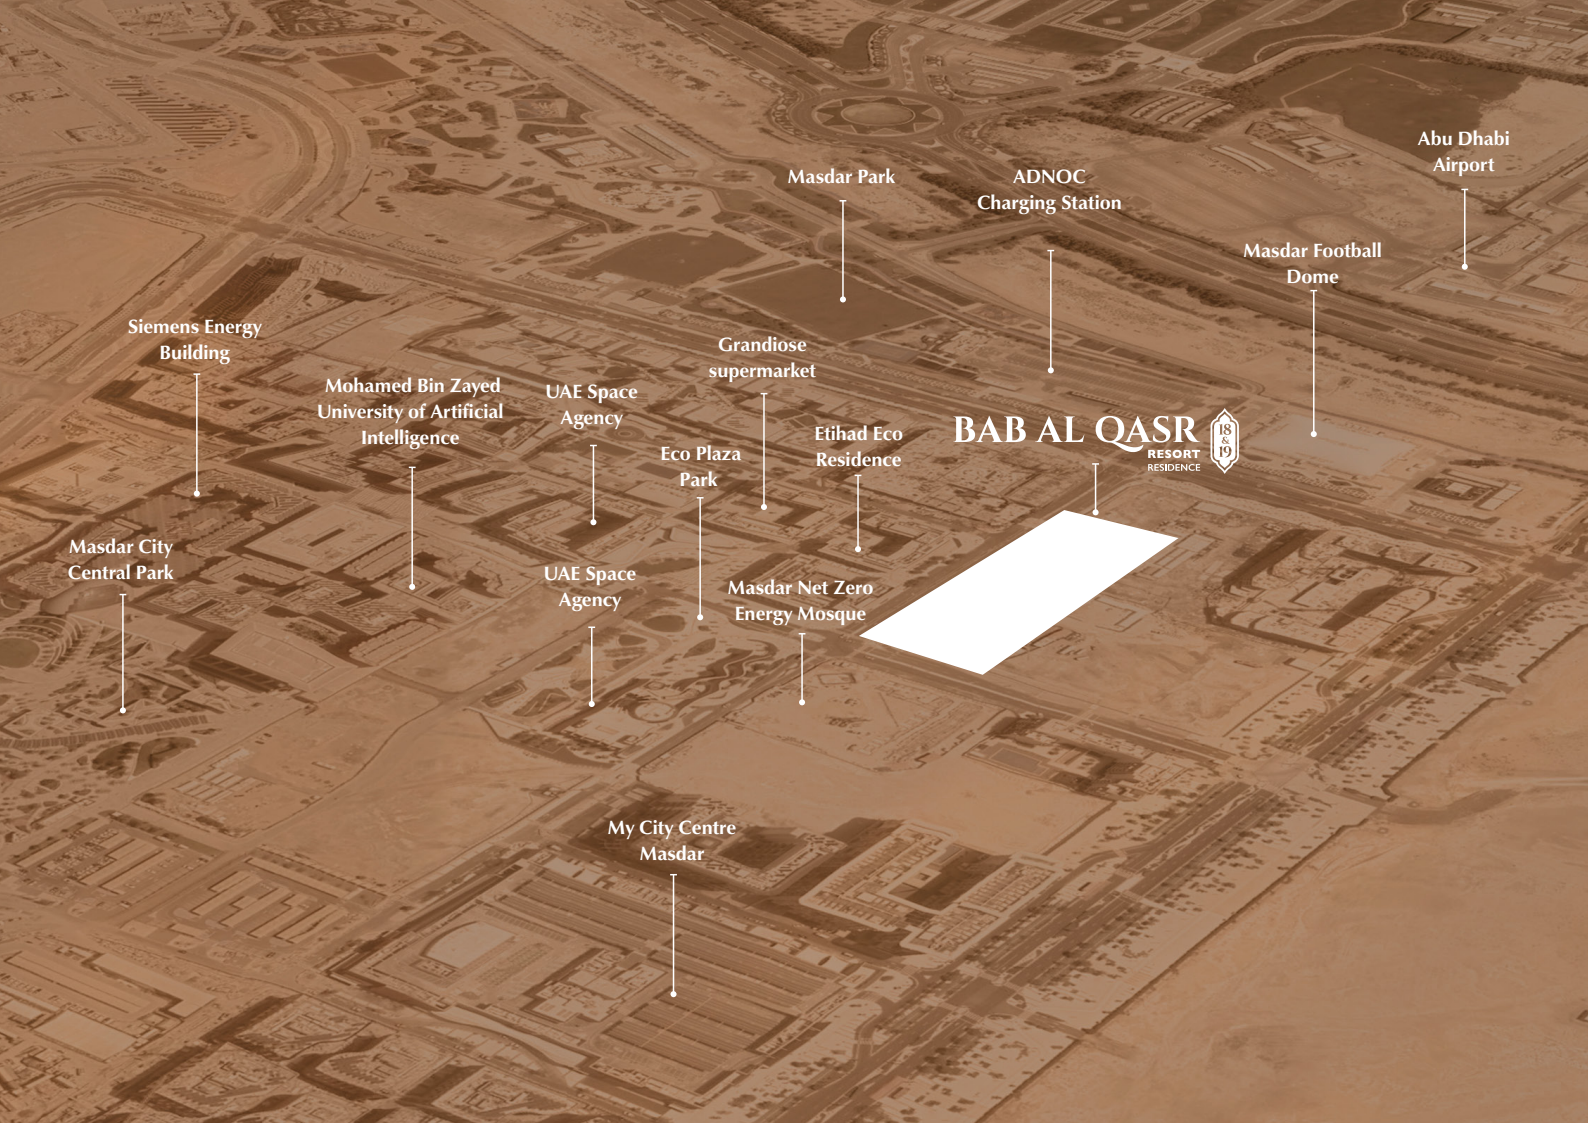 Abu Dhabi
Airport
Masdar Park
ADNOC
Charging Station
Masdar Football
Dome
Siemens Energy
Building
Grandiose
supermarket
Mohamed Bin Zayed
University of Artificial
Intelligence
UAE Space
Agency
Etihad Eco
Residence
BAB AL QASR
RESORT
RESIDENCE
18
&
19
Eco Plaza
Park
Masdar City
Central Park
UAE Space
Agency
Masdar Net Zero
Energy Mosque
My City Centre
Masdar